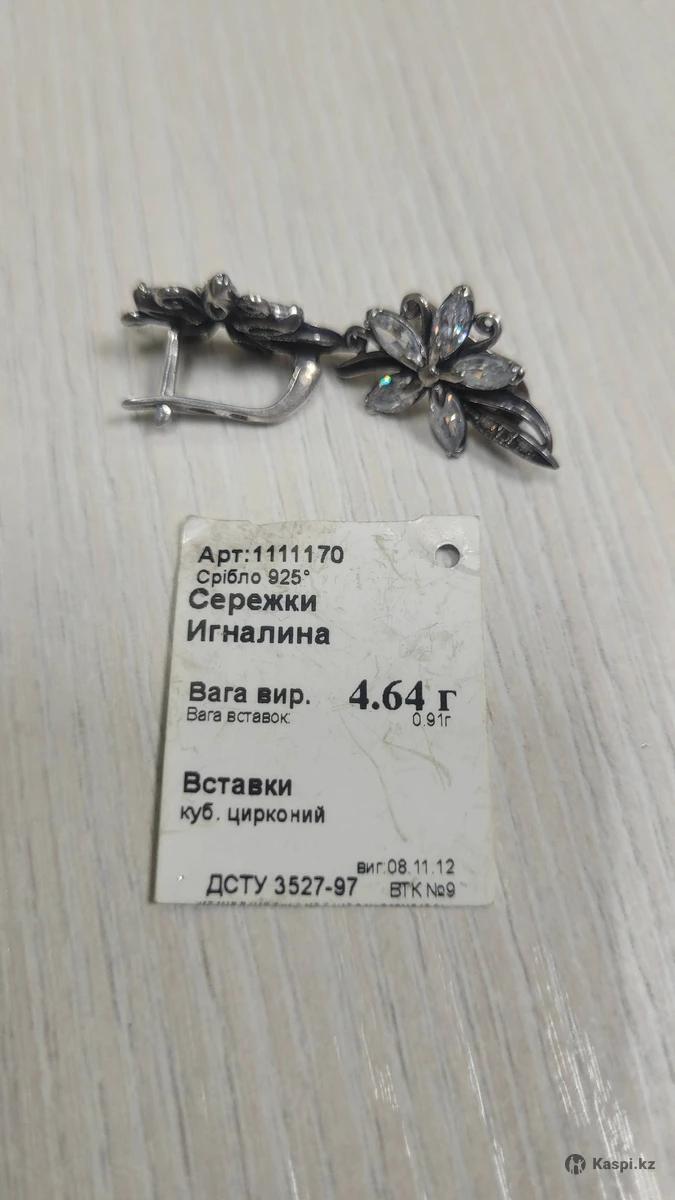 Арт:1111170
Срібло 925°
Сережки
Игналина
Вага вир. 4.64 г
Вага вставок: 0.91г
Вставки
куб. цирконий
виг.08.11.12
ДСТУ 3527-97 ВТК №9
Kaspi.kz